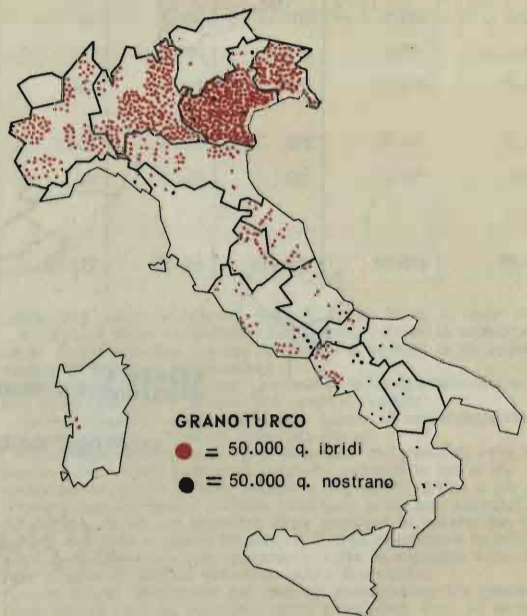 GRANOTURCO
= 50.000 q. ibridi
= 50.000 q. nostrano